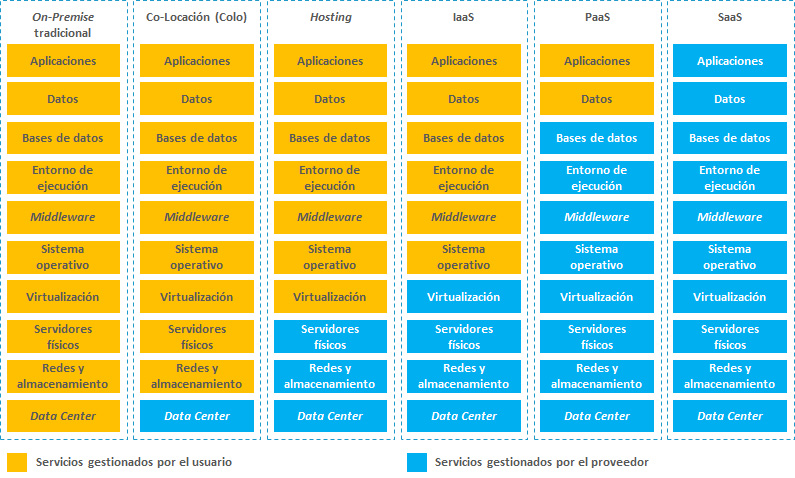 On-Premise
tradicional
Co-Locación (Colo)
Hosting
IaaS
PaaS
SaaS
Aplicaciones
Aplicaciones
Aplicaciones
Aplicaciones
Aplicaciones
Aplicaciones
Datos
Datos
Datos
Datos
Datos
Datos
Bases de datos
Bases de datos
Bases de datos
Bases de datos
Bases de datos
Bases de datos
Entorno de
ejecución
Entorno de
ejecución
Entorno de
ejecución
Entorno de
ejecución
Entorno de
ejecución
Entorno de
ejecución
Middleware
Middleware
Middleware
Middleware
Middleware
Middleware
Sistema
operativo
Sistema
operativo
Sistema
operativo
Sistema
operativo
Sistema
operativo
Sistema
operativo
Virtualización
Virtualización
Virtualización
Virtualización
Virtualización
Virtualización
Servidores
físicos
Servidores
físicos
Servidores
físicos
Servidores
físicos
Servidores
físicos
Servidores
físicos
Redes y
almacenamiento
Redes y
almacenamiento
Redes y
almacenamiento
Redes y
almacenamiento
Redes y
almacenamiento
Redes y
almacenamiento
Data Center
Data Center
Data Center
Data Center
Data Center
Data Center
Servicios gestionados por el usuario
Servicios gestionados por el proveedor